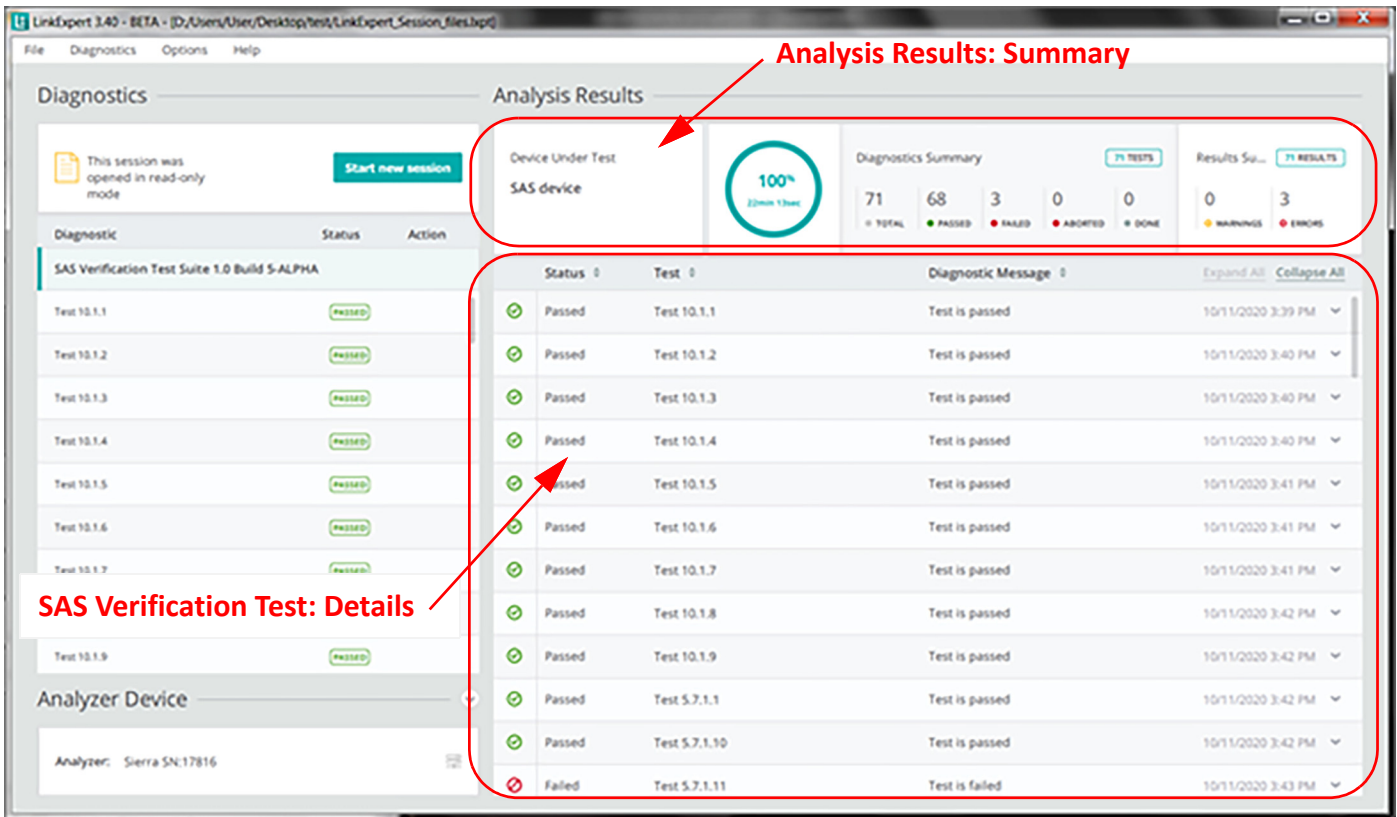 LinkExpert 3.40 - BETA - [D:/Users/User/Desktop/test/LinkExpert_Session_files.lxpt]
File Diagnostics Options Help
Analysis Results: Summary
Diagnostics
Analysis Results
This session was
opened in read-only
mode
Start new session
Device Under Test
SAS device
100%
22min 13sec
Diagnostics Summary
71 TESTS
71 68 3 0 0
TOTAL PASSED FAILED ABORTED DONE
Results Su... 71 RESULTS
0 3
WARNINGS ERRORS
Diagnostic Status Action
SAS Verification Test Suite 1.0 Build 5-ALPHA
Test 10.1.1 PASSED
Test 10.1.2 PASSED
Test 10.1.3 PASSED
Test 10.1.4 PASSED
Test 10.1.5 PASSED
Test 10.1.6 PASSED
Test 10.1.7 PASSED
SAS Verification Test: Details
Test 10.1.9 PASSED
Analyzer Device
Analyzer: Sierra SN:17816
Status Test Diagnostic Message Expand All Collapse All
Passed Test 10.1.1 Test is passed 10/11/2020 3:39 PM
Passed Test 10.1.2 Test is passed 10/11/2020 3:40 PM
Passed Test 10.1.3 Test is passed 10/11/2020 3:40 PM
Passed Test 10.1.4 Test is passed 10/11/2020 3:40 PM
Passed Test 10.1.5 Test is passed 10/11/2020 3:41 PM
Passed Test 10.1.6 Test is passed 10/11/2020 3:41 PM
Passed Test 10.1.7 Test is passed 10/11/2020 3:41 PM
Passed Test 10.1.8 Test is passed 10/11/2020 3:42 PM
Passed Test 10.1.9 Test is passed 10/11/2020 3:42 PM
Passed Test 5.7.1.1 Test is passed 10/11/2020 3:42 PM
Passed Test 5.7.1.10 Test is passed 10/11/2020 3:42 PM
Failed Test 5.7.1.11 Test is failed 10/11/2020 3:43 PM